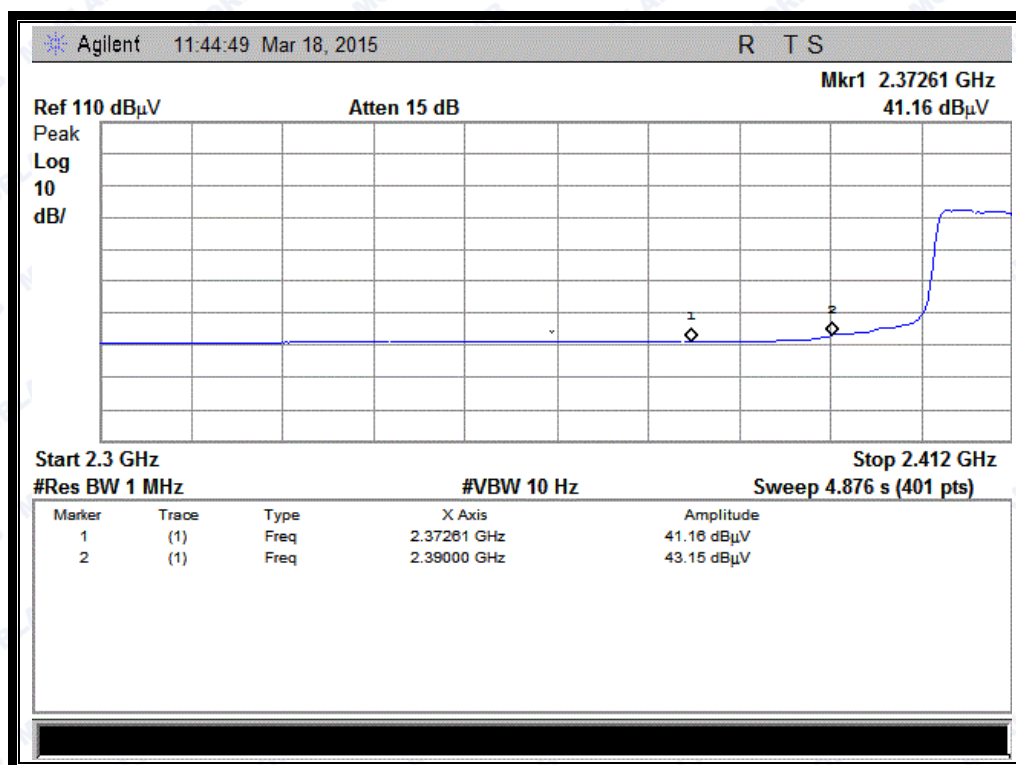 Agilent 11:44:49 Mar 18, 2015 R T S
Mkr1 2.37261 GHz
Ref 110 dBµV Atten 15 dB 41.16 dBµV
Peak
Log
10
dB/
1
2
Start 2.3 GHz Stop 2.412 GHz
#Res BW 1 MHz #VBW 10 Hz Sweep 4.876 s (401 pts)
Marker Trace Type X Axis Amplitude
1 (1) Freq 2.37261 GHz 41.16 dBµV
2 (1) Freq 2.39000 GHz 43.15 dBµV